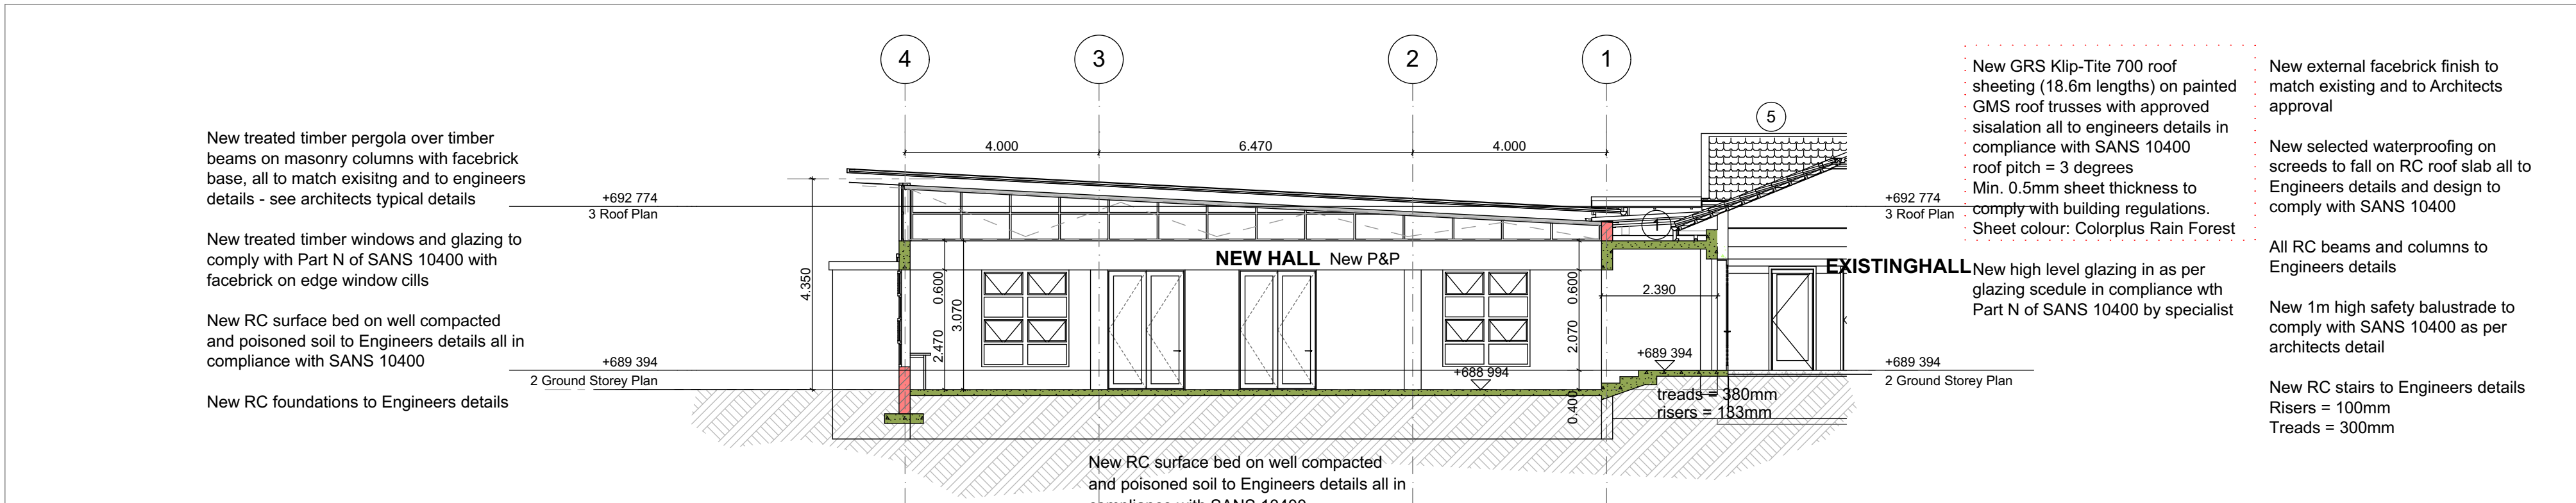 4
3
2
1
5
1
New treated timber pergola over timber
beams on masonry columns with facebrick
base, all to match exisitng and to engineers
details - see architects typical details
New treated timber windows and glazing to
comply with Part N of SANS 10400 with
facebrick on edge window cills
New RC surface bed on well compacted
and poisoned soil to Engineers details all in
compliance with SANS 10400
New RC foundations to Engineers details
+692 774
3 Roof Plan
+689 394
2 Ground Storey Plan
4.000
6.470
4.000
4.350
0.600
2.470
3.070
NEW HALL New P&P
0.600
2.070
0.400
2.390
+688 994
+689 394
treads = 380mm
risers = 133mm
EXISTINGHALL
New RC surface bed on well compacted
and poisoned soil to Engineers details all in
compliance with SANS 10400
+692 774
3 Roof Plan
+689 394
2 Ground Storey Plan
New GRS Klip-Tite 700 roof
sheeting (18.6m lengths) on painted
GMS roof trusses with approved
sisalation all to engineers details in
compliance with SANS 10400
roof pitch = 3 degrees
Min. 0.5mm sheet thickness to
comply with building regulations.
Sheet colour: Colorplus Rain Forest
New high level glazing in as per
glazing scedule in compliance wth
Part N of SANS 10400 by specialist
New external facebrick finish to
match existing and to Architects
approval
New selected waterproofing on
screeds to fall on RC roof slab all to
Engineers details and design to
comply with SANS 10400
All RC beams and columns to
Engineers details
New 1m high safety balustrade to
comply with SANS 10400 as per
architects detail
New RC stairs to Engineers details
Risers = 100mm
Treads = 300mm